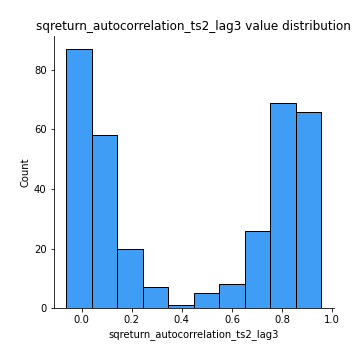 sqreturn_autocorrelation_ts2_lag3 value distribution
80
60
40
20
0
Count
0.0 0.2 0.4 0.6 0.8 1.0
sqreturn_autocorrelation_ts2_lag3